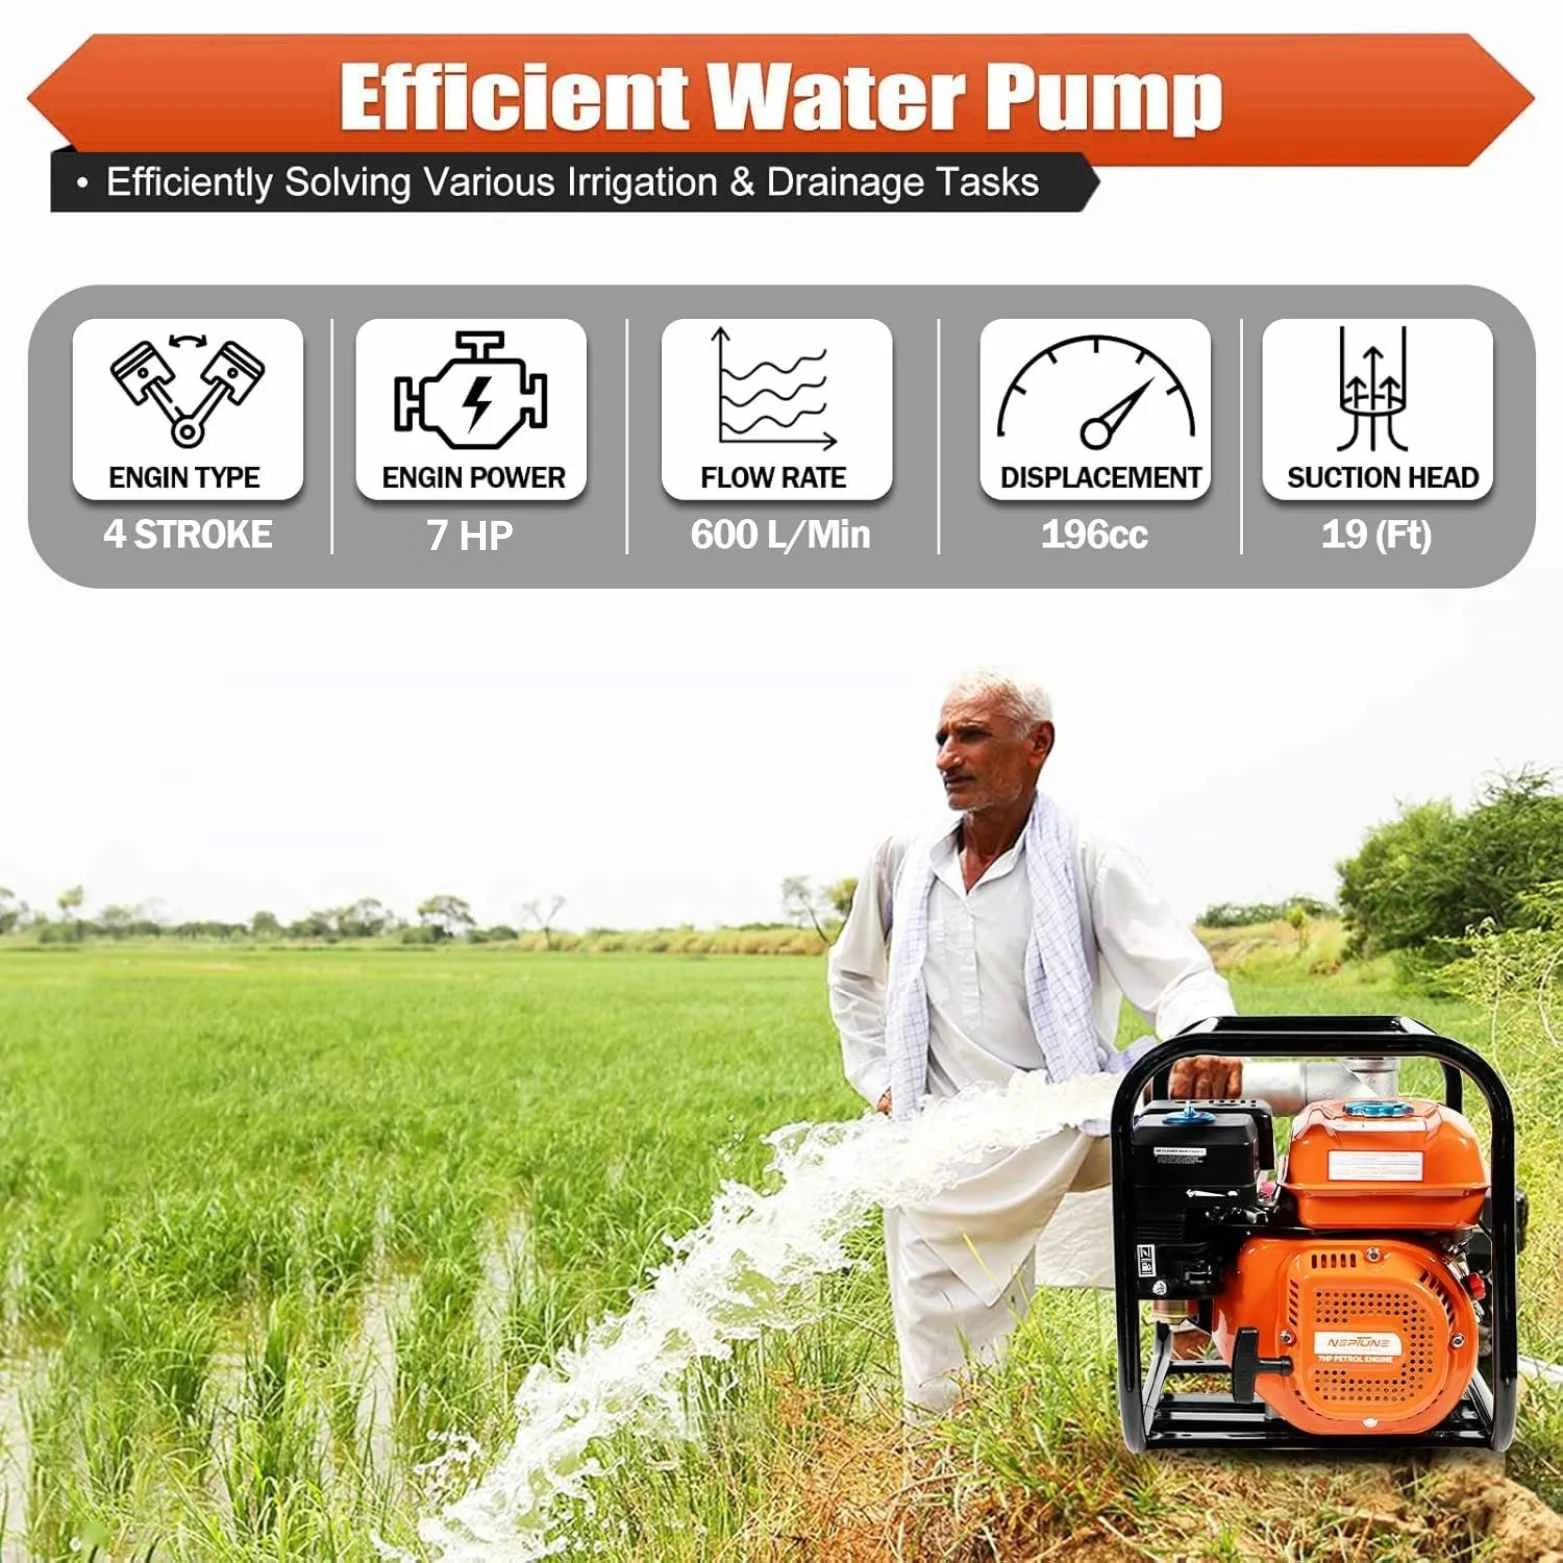 Efficient Water Pump
• Efficiently Solving Various Irrigation & Drainage Tasks
ENGIN TYPE
4 STROKE
ENGIN POWER
7 HP
FLOW RATE
600 L/Min
DISPLACEMENT
196cc
SUCTION HEAD
19 (Ft)
NEPTUNE
7HP PETROL ENGINE